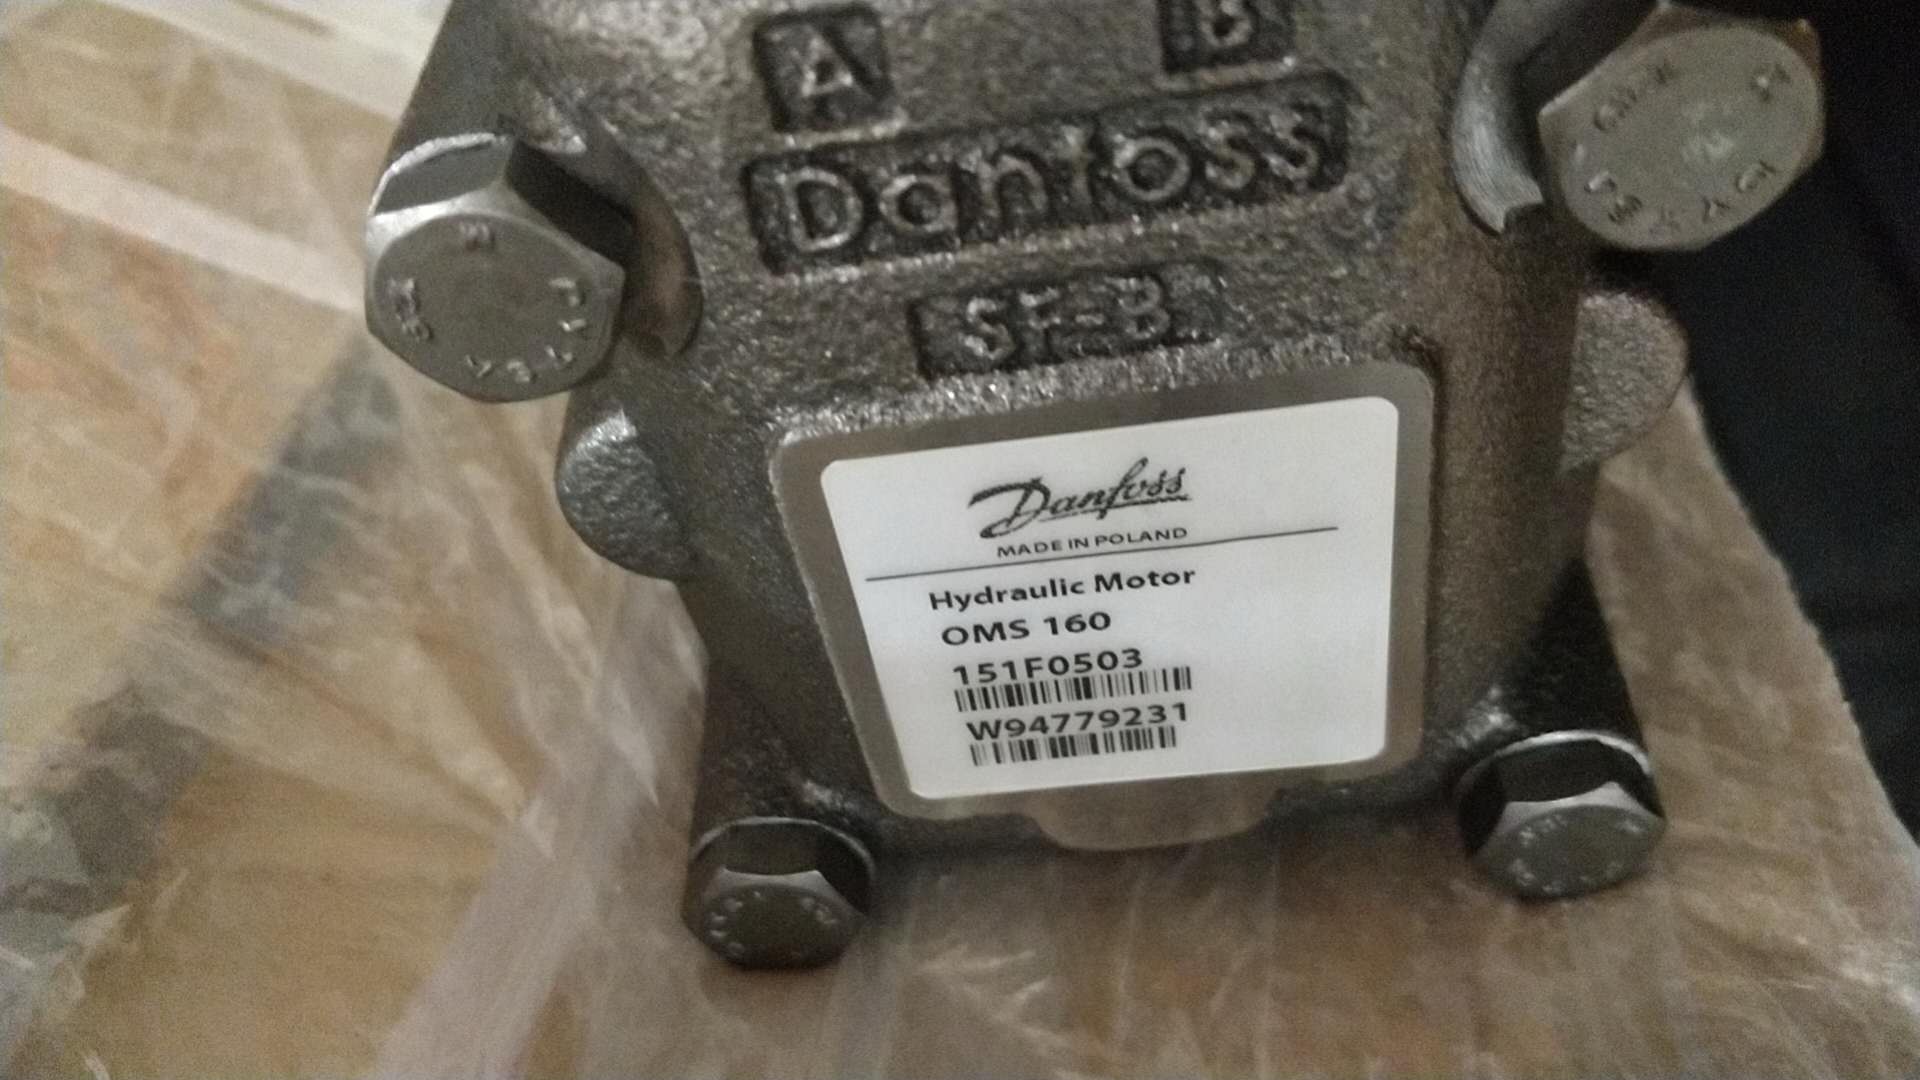 A B
Danfoss
SF-B
Danfoss
MADE IN POLAND
Hydraulic Motor
OMS 160
151F0503
W94779231